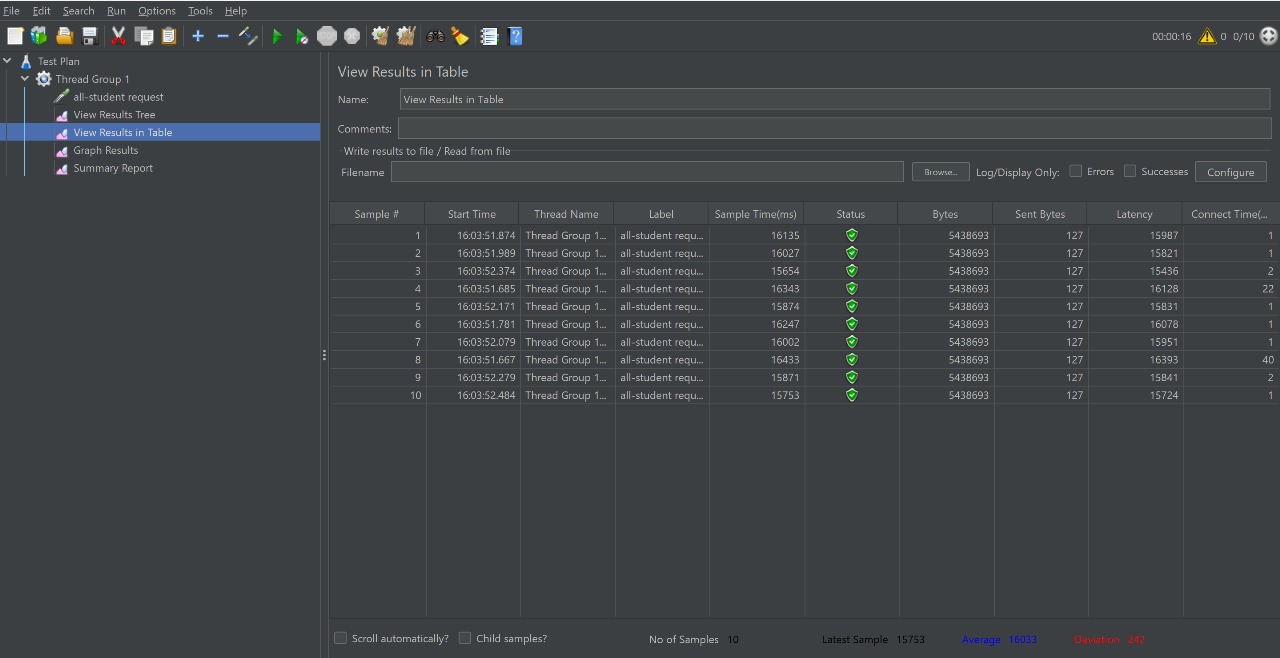 File Edit Search Run Options Tools Help
00:00:16 0 0/10
Test Plan
Thread Group 1
all-student request
View Results Tree
View Results in Table
Graph Results
Summary Report
View Results in Table
Name: View Results in Table
Comments:
Write results to file / Read from file
Filename Browse... Log/Display Only: Errors Successes Configure
Sample # Start Time Thread Name Label Sample Time(ms) Status Bytes Sent Bytes Latency Connect Time(...
1 16:03:51.874 Thread Group 1... all-student requ... 16135 5438693 127 15987 1
2 16:03:51.989 Thread Group 1... all-student requ... 16027 5438693 127 15821 1
3 16:03:52.374 Thread Group 1... all-student requ... 15654 5438693 127 15436 2
4 16:03:51.685 Thread Group 1... all-student requ... 16343 5438693 127 16128 22
5 16:03:52.171 Thread Group 1... all-student requ... 15874 5438693 127 15831 1
6 16:03:51.781 Thread Group 1... all-student requ... 16247 5438693 127 16078 1
7 16:03:52.079 Thread Group 1... all-student requ... 16002 5438693 127 15951 1
8 16:03:51.667 Thread Group 1... all-student requ... 16433 5438693 127 16393 40
9 16:03:52.279 Thread Group 1... all-student requ... 15871 5438693 127 15841 2
10 16:03:52.484 Thread Group 1... all-student requ... 15753 5438693 127 15724 1
Scroll automatically? Child samples? No of Samples 10 Latest Sample 15753 Average 16033 Deviation 242